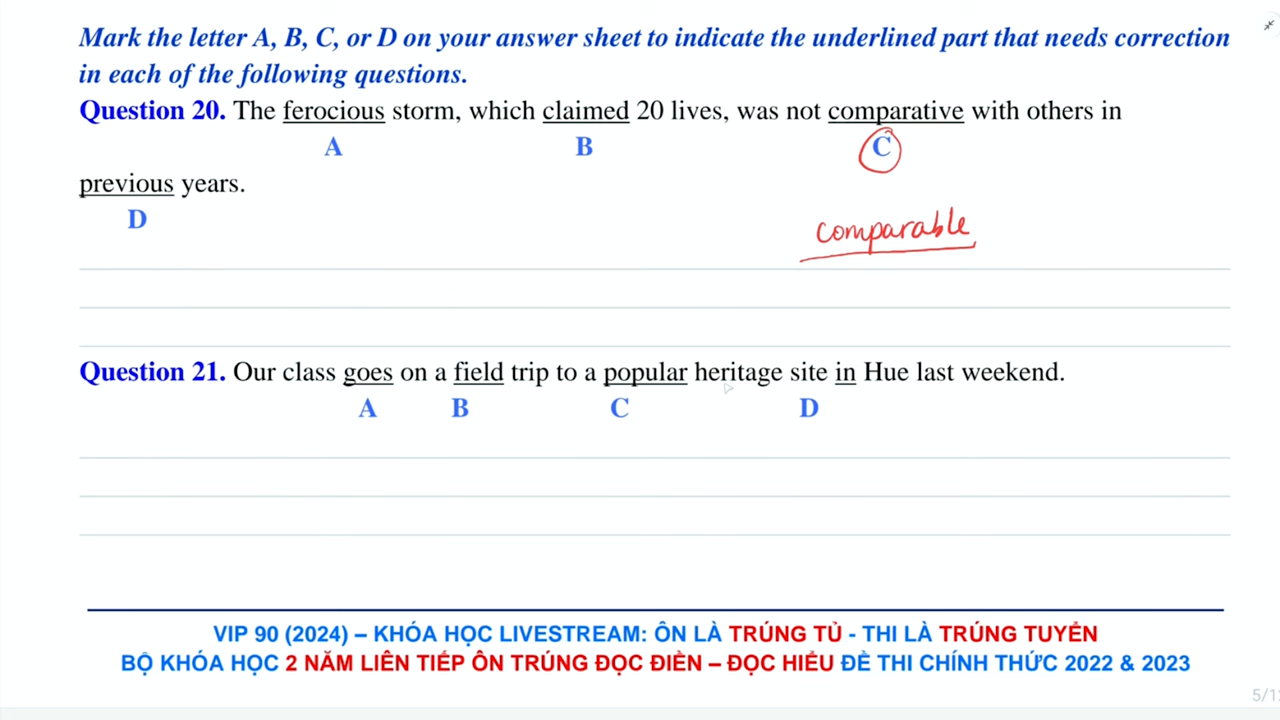 Mark the letter A, B, C, or D on your answer sheet to indicate the underlined part that needs correction
in each of the following questions.
Question 20. The ferocious storm, which claimed 20 lives, was not comparative with others in
A B C
previous years.
D
comparable
Question 21. Our class goes on a field trip to a popular heritage site in Hue last weekend.
A B C D
VIP 90 (2024) – KHÓA HỌC LIVESTREAM: ÔN LÀ TRÚNG TỦ - THI LÀ TRÚNG TUYỂN
BỘ KHÓA HỌC 2 NĂM LIÊN TIẾP ÔN TRÚNG ĐỌC ĐIỀN – ĐỌC HIỂU ĐỀ THI CHÍNH THỨC 2022 & 2023